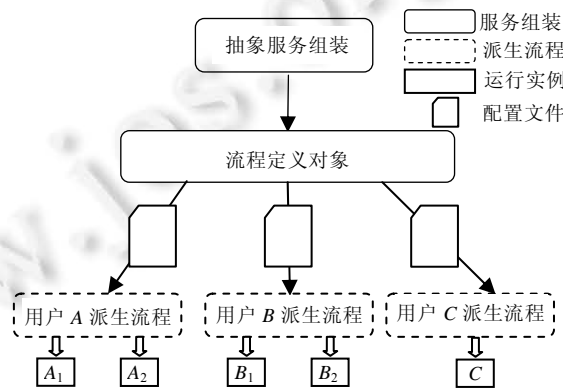 抽象服务组装
服务组装
派生流程
运行实例
配置文件
流程定义对象
用户 A 派生流程
用户 B 派生流程
用户 C 派生流程
A1
A2
B1
B2
C